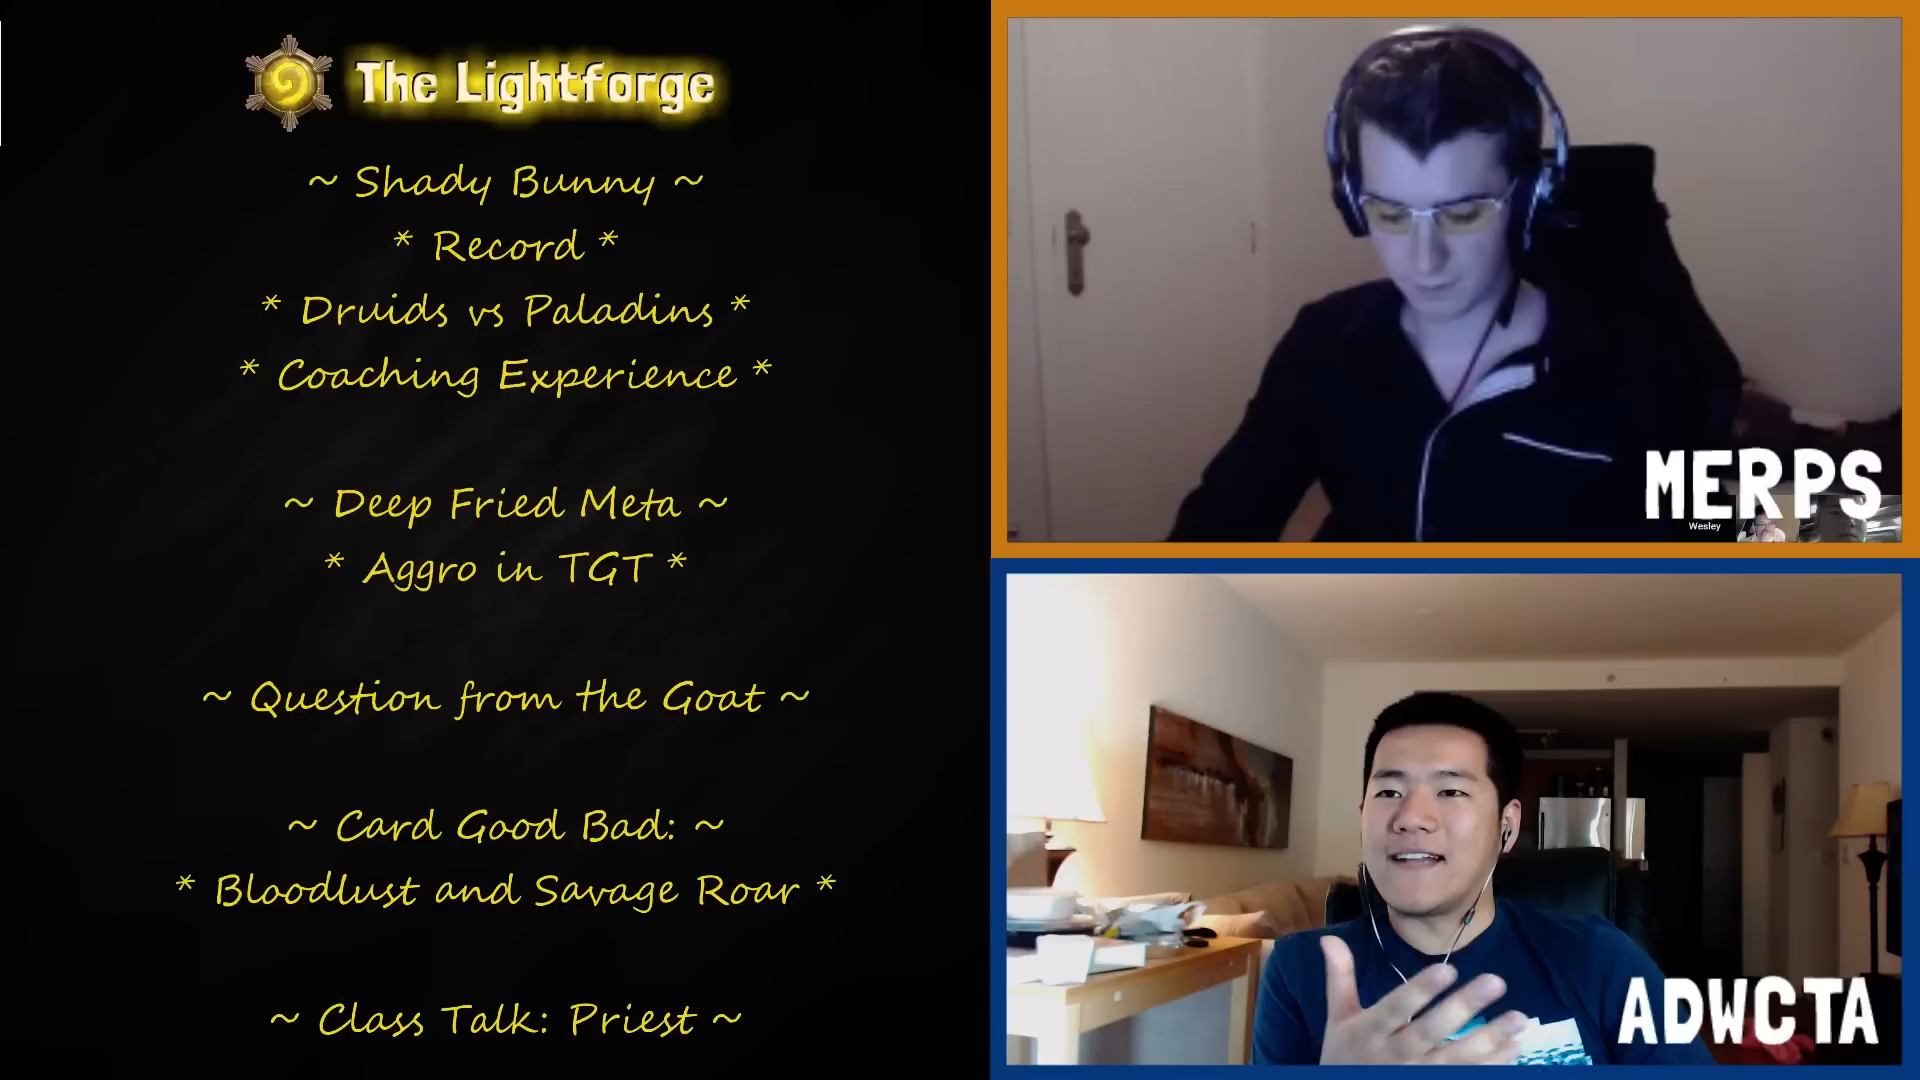 The Lightforge
~ Shady Bunny ~
* Record *
* Druids vs Paladins *
* Coaching Experience *
~ Deep Fried Meta ~
* Aggro in TGT *
~ Question from the Goat ~
~ Card Good Bad: ~
* Bloodlust and Savage Roar *
~ Class Talk: Priest ~
MERPS
Wesley
ADWCTA